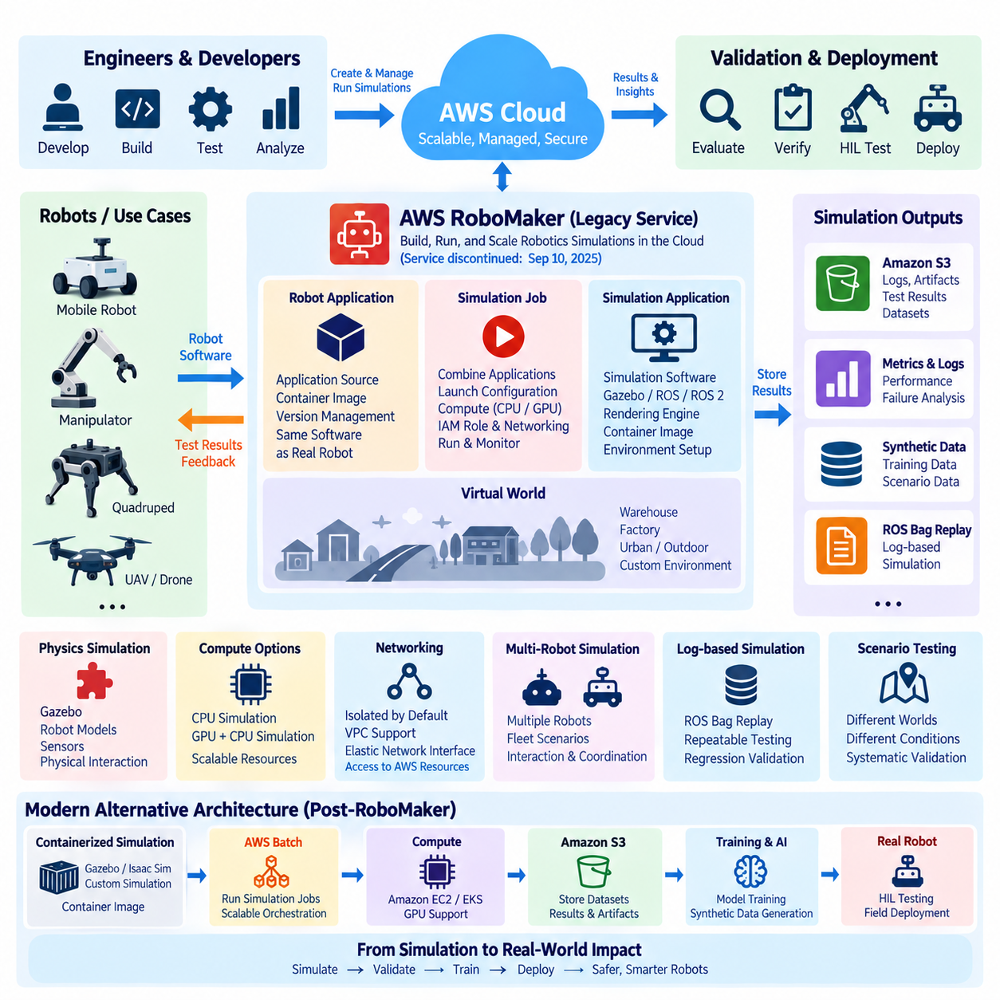 Engineers & Developers
Develop
Build
Test
Analyze
Create & Manage
Run Simulations
AWS Cloud
Scalable, Managed, Secure
Results &
Insights
Validation & Deployment
Evaluate
Verify
HIL Test
Deploy
Robots / Use Cases
Mobile Robot
Manipulator
Quadruped
UAV / Drone
...
Robot
Software
Test Results
Feedback
AWS RoboMaker (Legacy Service)
Build, Run, and Scale Robotics Simulations in the Cloud
(Service discontinued: Sep 10, 2025)
Robot Application
Application Source
Container Image
Version Management
Same Software
as Real Robot
Simulation Job
Combine Applications
Launch Configuration
Compute (CPU / GPU)
IAM Role & Networking
Run & Monitor
Simulation Application
Simulation Software
Gazebo / ROS / ROS 2
Rendering Engine
Container Image
Environment Setup
Virtual World
Warehouse
Factory
Urban / Outdoor
Custom Environment
Store
Results
Simulation Outputs
Amazon S3
Logs, Artifacts
Test Results
Datasets
Metrics & Logs
Performance
Failure Analysis
Synthetic Data
Training Data
Scenario Data
ROS Bag Replay
Log-based
Simulation
...
Physics Simulation
Gazebo
Robot Models
Sensors
Physical Interaction
Compute Options
CPU Simulation
GPU + CPU Simulation
Scalable Resources
Networking
Isolated by Default
VPC Support
Elastic Network Interface
Access to AWS Resources
Multi-Robot Simulation
Multiple Robots
Fleet Scenarios
Interaction & Coordination
Log-based Simulation
ROS Bag Replay
Repeatable Testing
Regression Validation
Scenario Testing
Different Worlds
Different Conditions
Systematic Validation
Modern Alternative Architecture (Post-RoboMaker)
Containerized Simulation
Gazebo / Isaac Sim
Custom Simulation
Container Image
AWS Batch
Run Simulation Jobs
Scalable Orchestration
Compute
Amazon EC2 / EKS
GPU Support
Amazon S3
Store Datasets
Results & Artifacts
Training & AI
Model Training
Synthetic Data Generation
Real Robot
HIL Testing
Field Deployment
From Simulation to Real-World Impact
Simulate → Validate → Train → Deploy → Safer, Smarter Robots